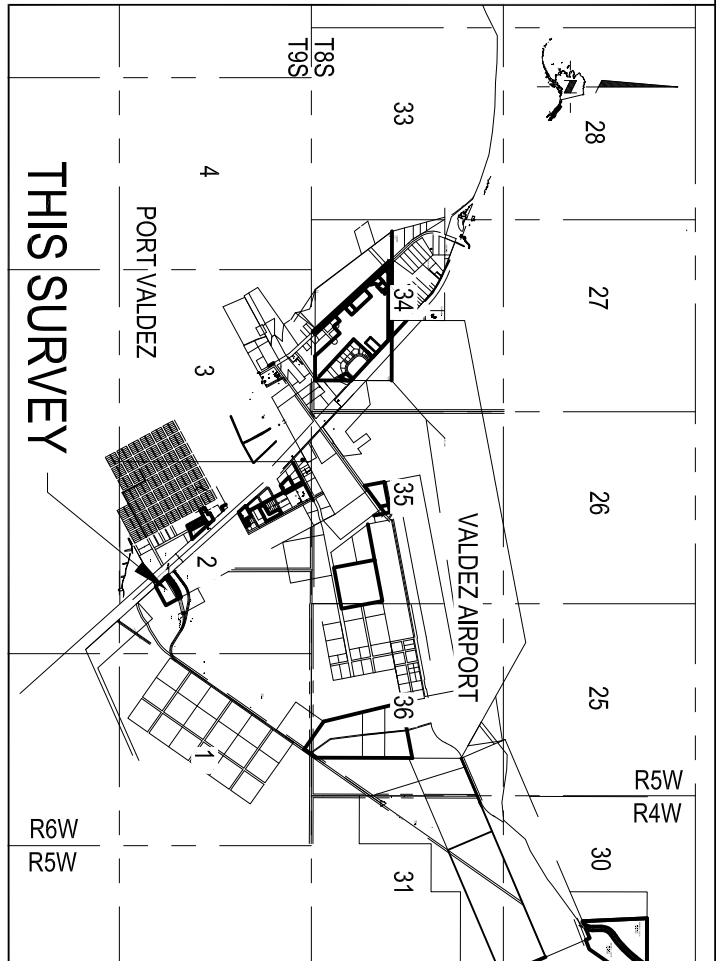 T8S
T9S
33
28
4
PORT VALDEZ
THIS SURVEY
34
27
3
35
26
2
VALDEZ AIRPORT
36
25
1
R5W
R4W
R6W
R5W
31
30
N